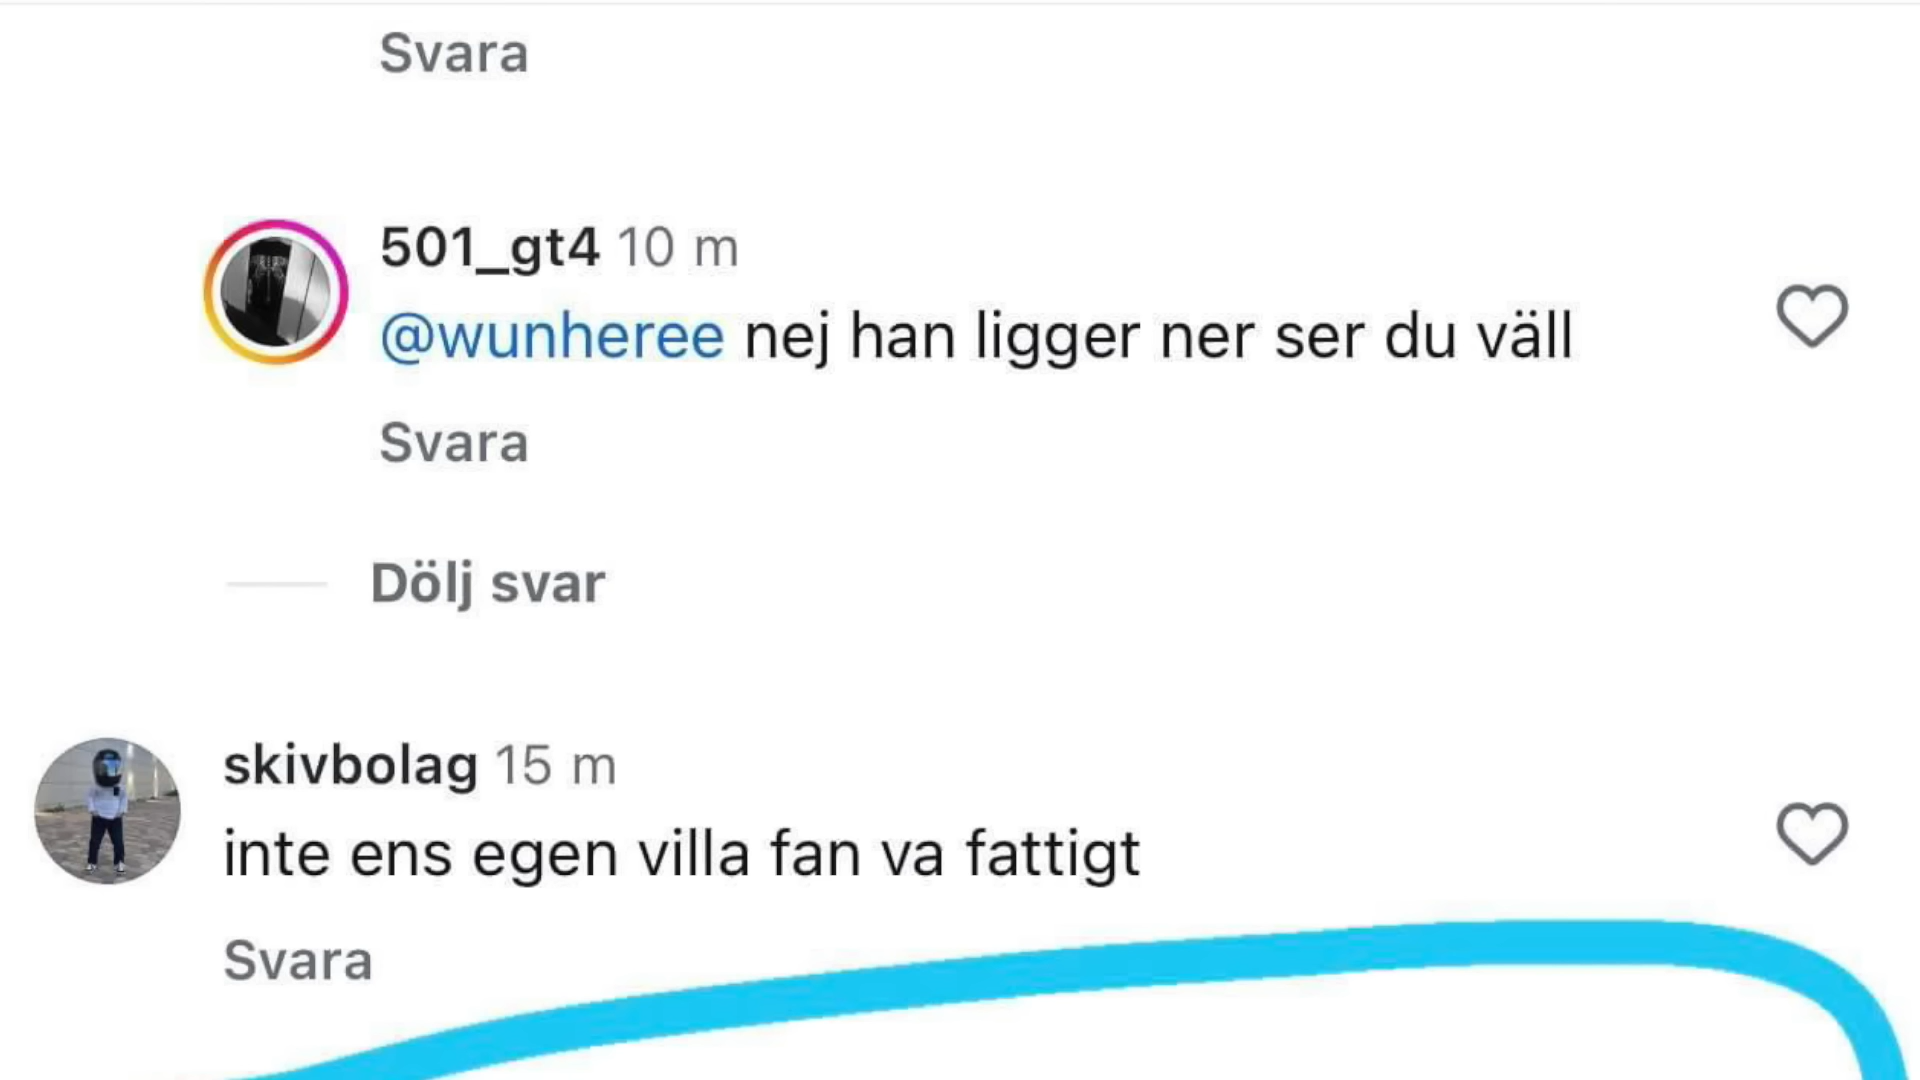 Svara
501_gt4 10 m
@wunheree nej han ligger ner ser du väll
Svara
Dölj svar
skivbolag 15 m
inte ens egen villa fan va fattigt
Svara